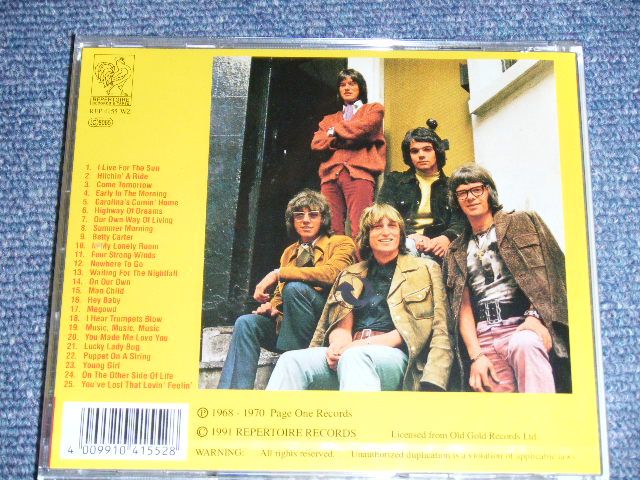 REPERTOIRE
RECORDS
REP 4155-WZ
LC 5066
1. I Live For The Sun
2. Hitchin' A Ride
3. Come Tomorrow
4. Early In The Morning
5. Carolina's Comin' Home
6. Highway Of Dreams
7. Our Own Way Of Living
8. Summer Morning
9. Betty Carter
10. In My Lonely Room
11. Four Strong Winds
12. Nowhere To Go
13. Waiting For The Nightfall
14. On Our Own
15. Man Child
16. Hey Baby
17. Megowd
18. I Hear Trumpets Blow
19. Music, Music, Music
20. You Made Me Love You
21. Lucky Lady Bug
22. Puppet On A String
23. Young Girl
24. On The Other Side Of Life
25. You've Lost That Lovin' Feelin'
Ⓟ 1968 - 1970 Page One Records
© 1991 REPERTOIRE RECORDS Licensed from Old Gold Records Ltd.
WARNING: All rights reserved. Unauthorized duplication is a violation of applicable laws.
4 009910 415528